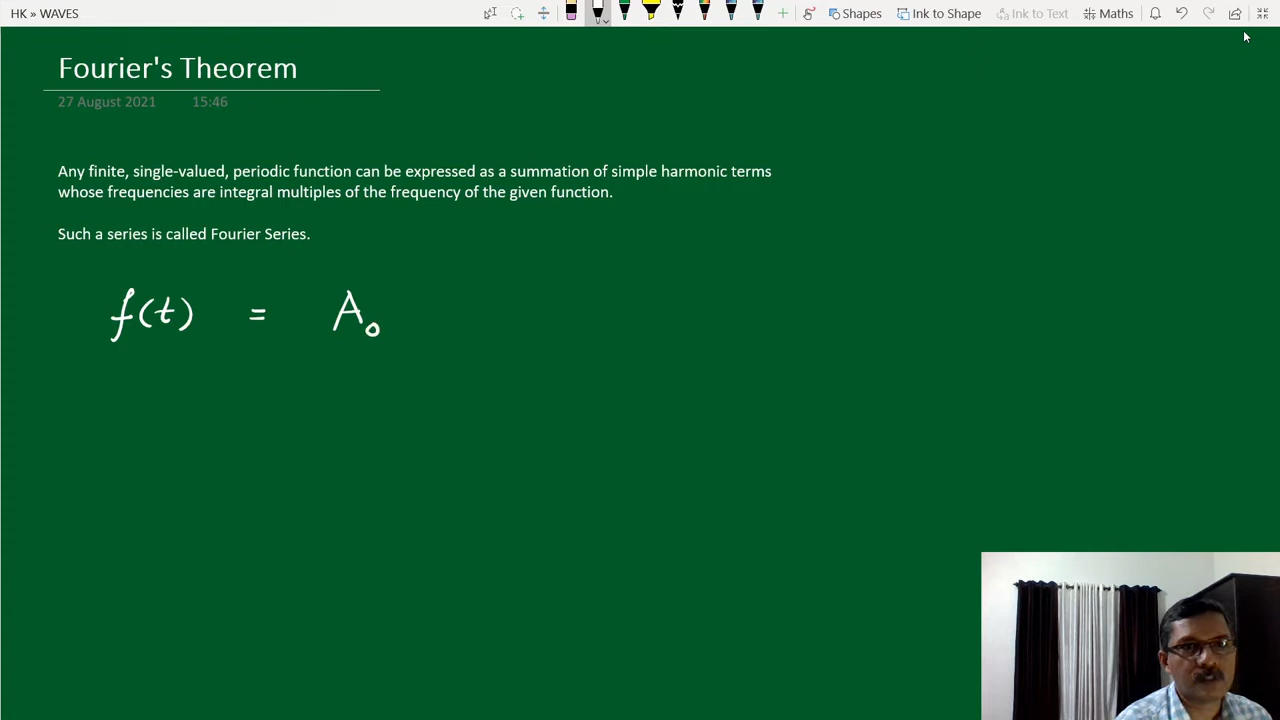 HK » WAVES
Shapes Ink to Shape Ink to Text Maths
Fourier's Theorem
27 August 2021 15:46
Any finite, single-valued, periodic function can be expressed as a summation of simple harmonic terms
whose frequencies are integral multiples of the frequency of the given function.
Such a series is called Fourier Series.
f(t) = A₀